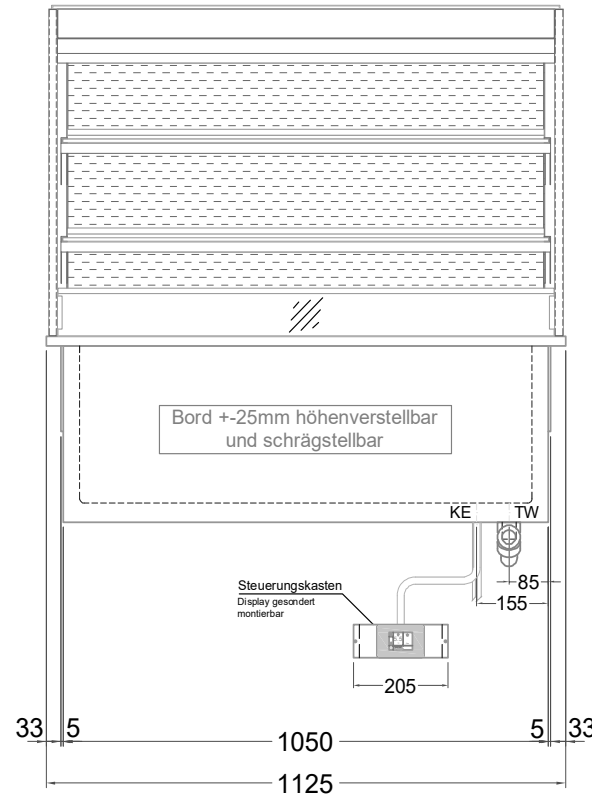 Bord +-25mm höhenverstellbar
und schrägstellbar
KE
TW
85
155
Steuerungskasten
Display gesondert
montierbar
205
33
5
1050
5
33
1125